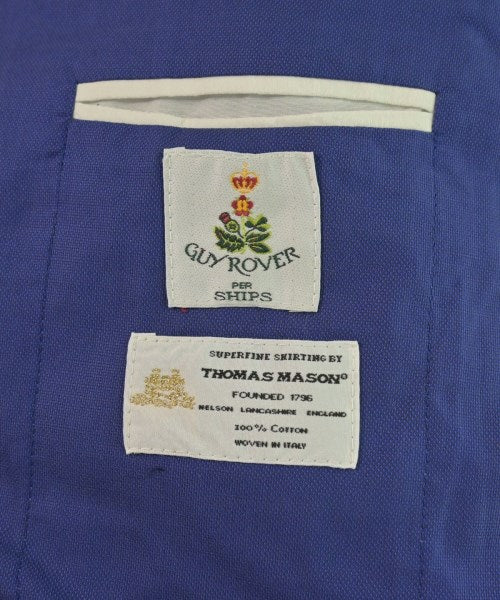 GUY ROVER
PER
SHIPS
SUPERFINE SHIRTING BY
THOMAS MASON®
FOUNDED 1796
NELSON LANCASHIRE ENGLAND
100% COTTON
WOVEN IN ITALY